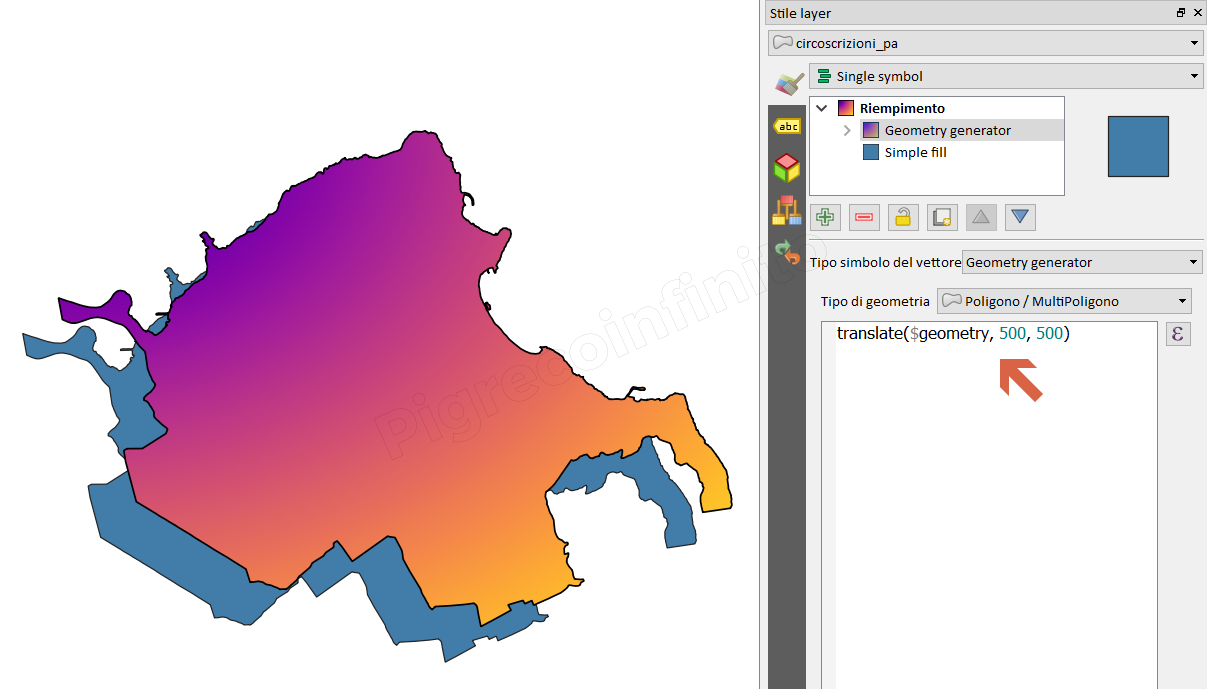 Stile layer
circoscrizioni_pa
Single symbol
abc
Riempimento
Geometry generator
Simple fill
Tipo simbolo del vettore Geometry generator
Tipo di geometria Poligono / MultiPoligono
translate($geometry, 500, 500)
ε
Pigrecoinfinito